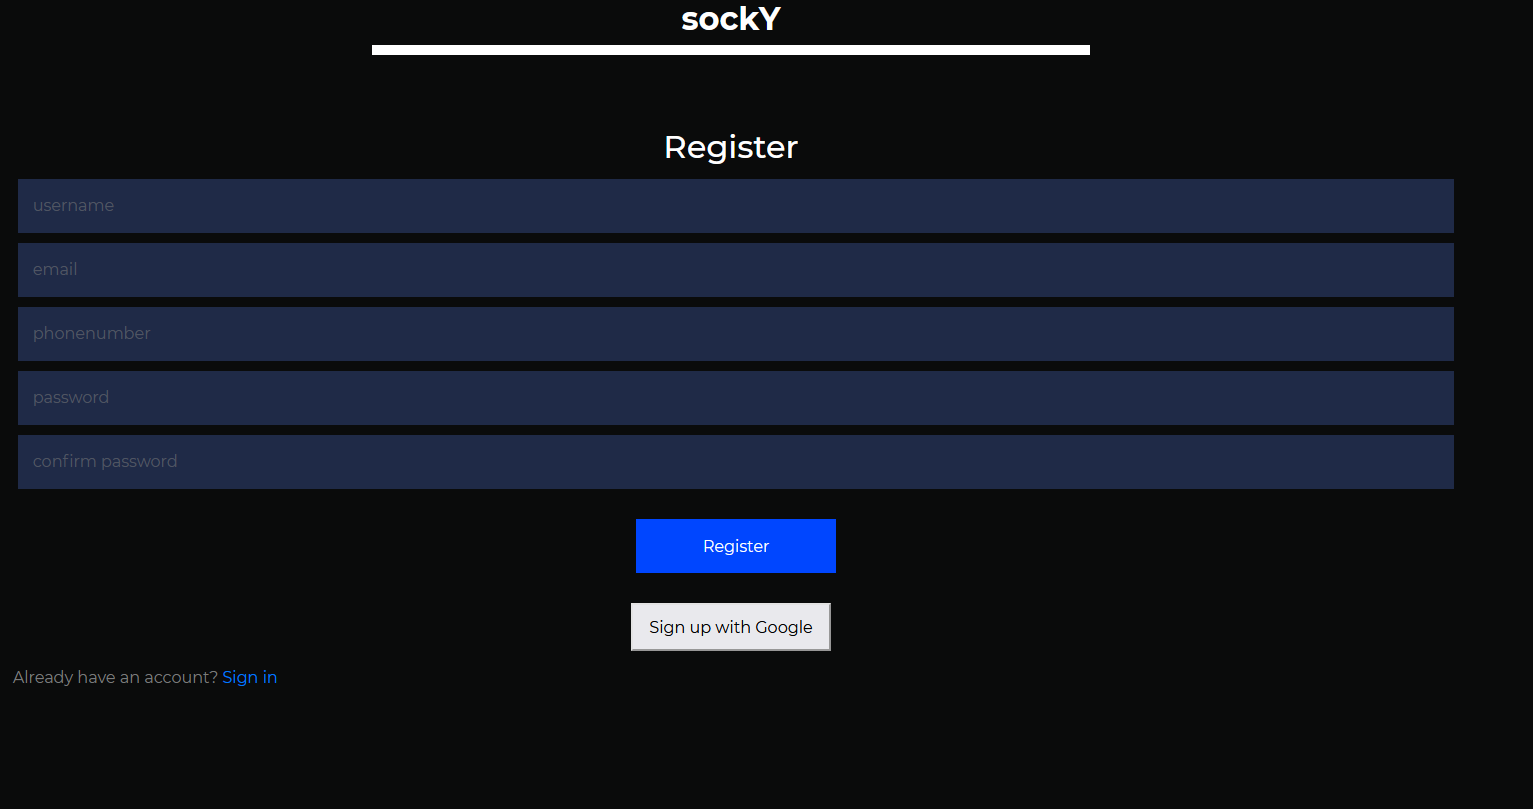 sockY
Register
username
email
phonenumber
password
confirm password
Register
Sign up with Google
Already have an account? Sign in